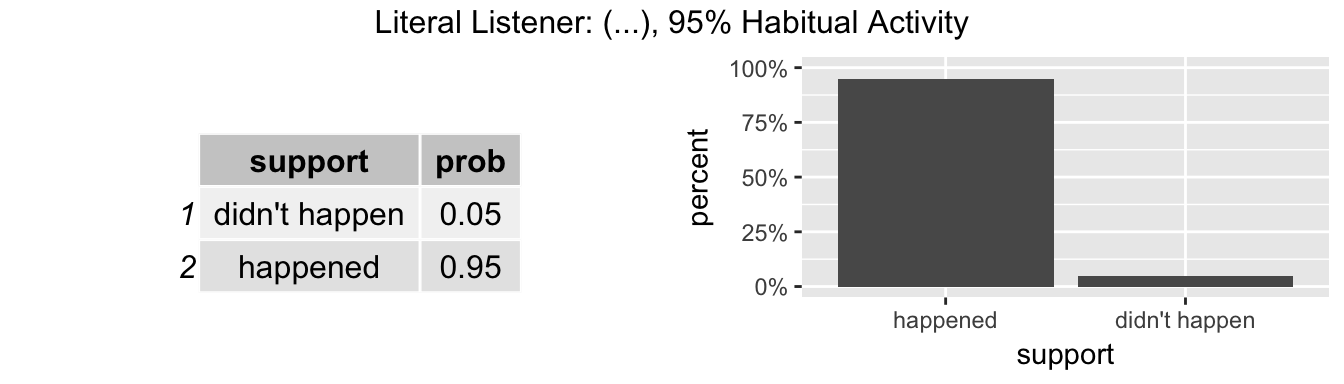 Literal Listener: (...), 95% Habitual Activity
support prob
1 didn't happen 0.05
2 happened 0.95
percent
100%
75%
50%
25%
0%
happened didn't happen
support